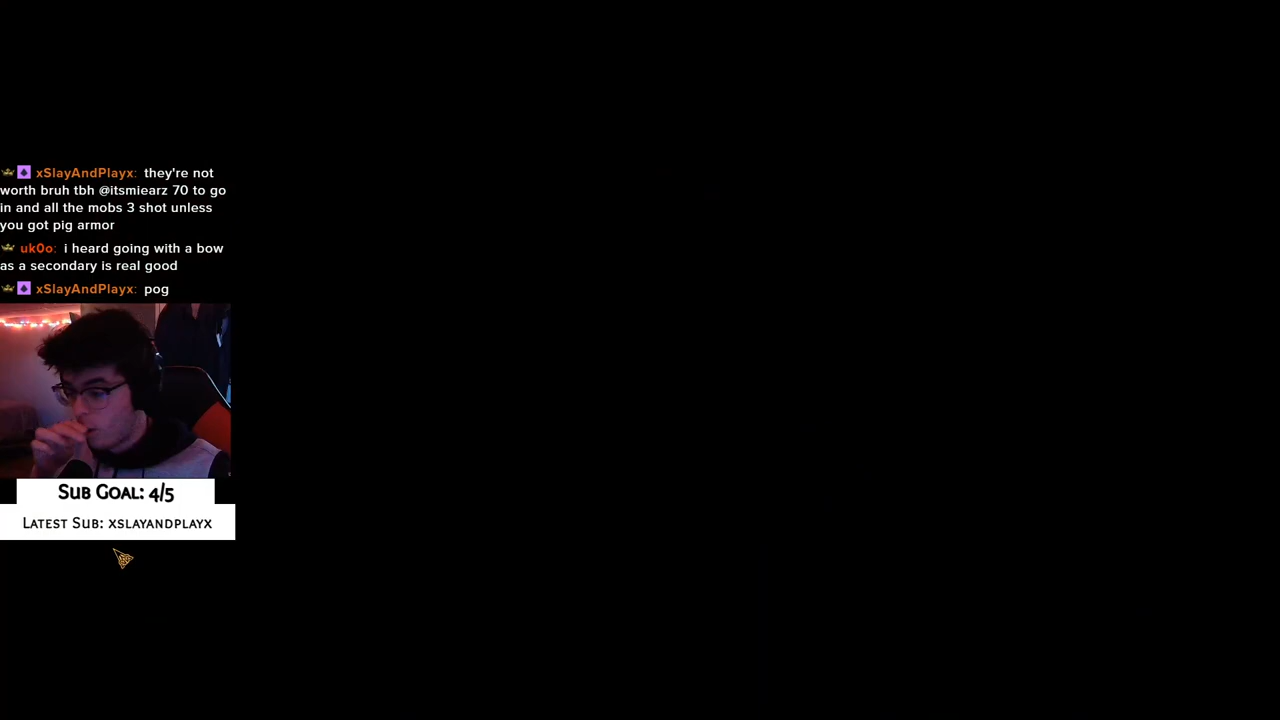 xSlayAndPlayx: they're not
worth bruh tbh @itsmiearz 70 to go
in and all the mobs 3 shot unless
you got pig armor
uk0o: i heard going with a bow
as a secondary is real good
xSlayAndPlayx: pog
Sub Goal: 4/5
Latest Sub: xslayandplayx